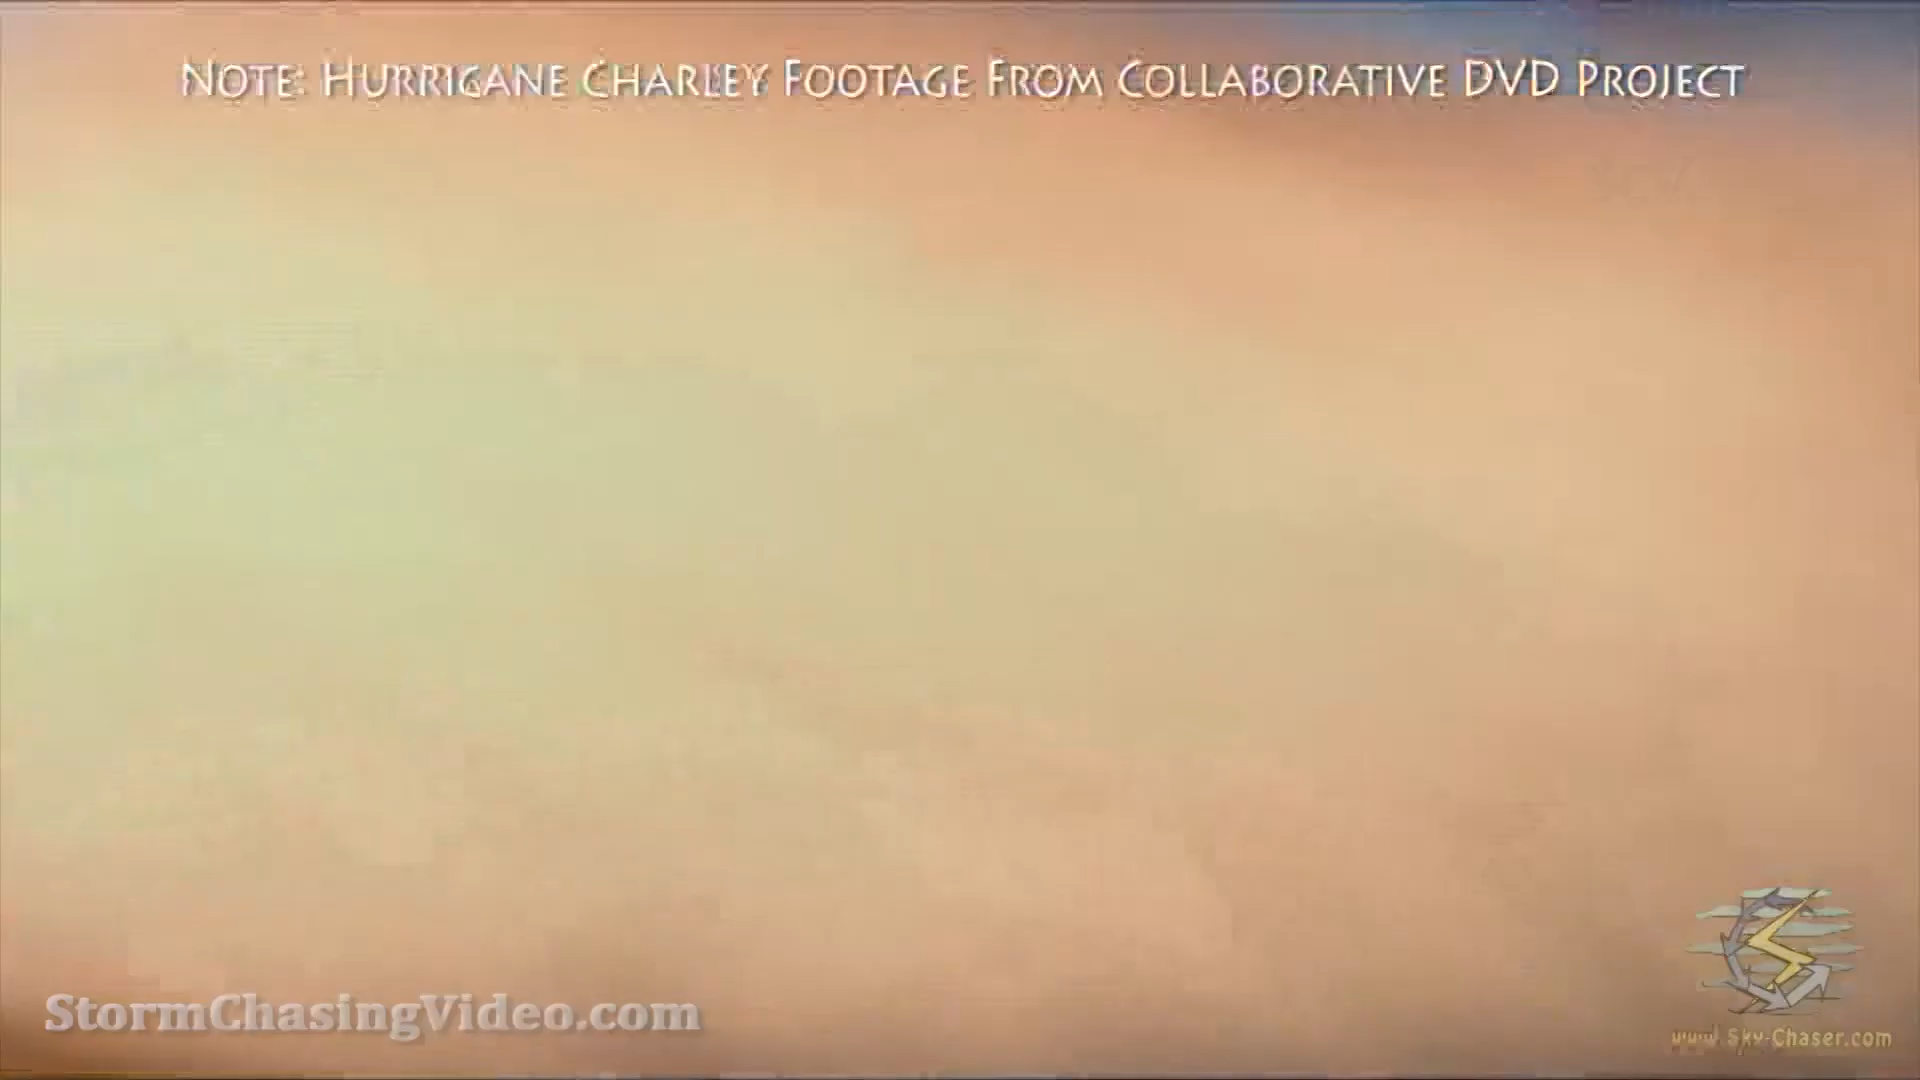 NOTE: HURRICANE CHARLEY FOOTAGE FROM COLLABORATIVE DVD PROJECT
StormChasingVideo.com
www.Sky-Chaser.com